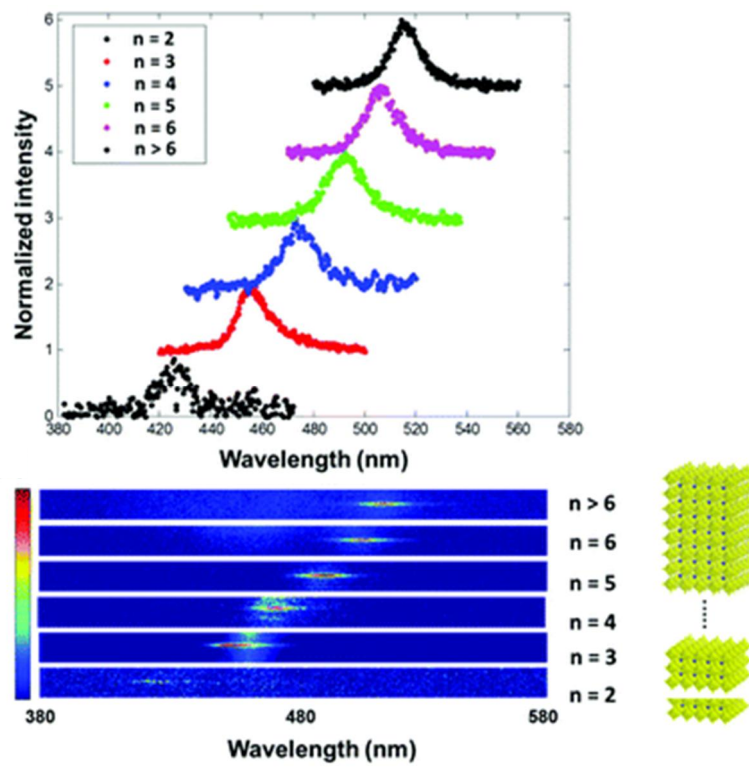 6
5
4
3
2
1
0
Normalized intensity
n = 2
n = 3
n = 4
n = 5
n = 6
n > 6
380 400 420 440 460 480 500 520 540 560 580
Wavelength (nm)
n > 6
n = 6
n = 5
n = 4
n = 3
n = 2
380 480 580
Wavelength (nm)